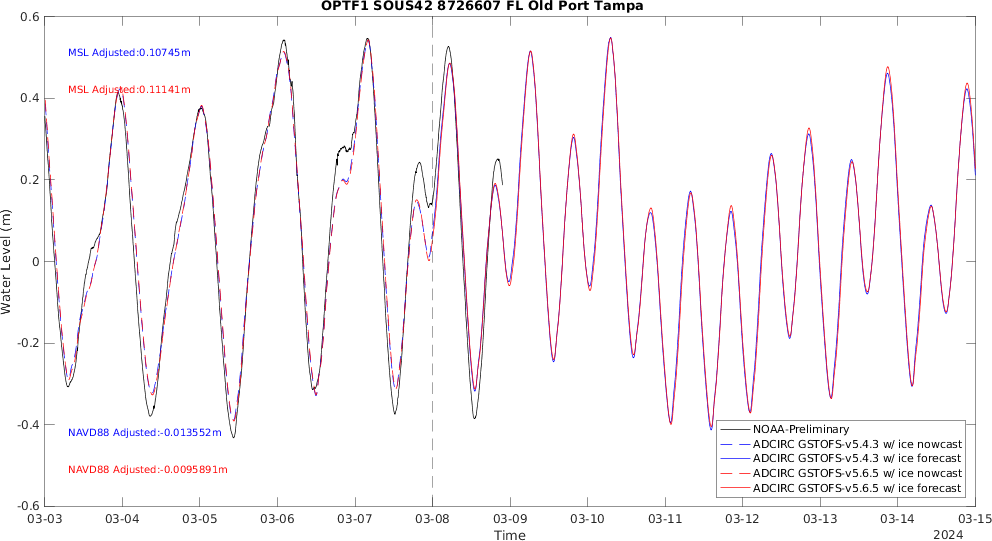 OPTF1 SOUS42 8726607 FL Old Port Tampa
MSL Adjusted:0.10745m
MSL Adjusted:0.11141m
NAVD88 Adjusted:-0.013552m
NAVD88 Adjusted:-0.0095891m
Water Level (m)
0.6
0.4
0.2
0
-0.2
-0.4
-0.6
NOAA-Preliminary
ADCIRC GSTOFS-v5.4.3 w/ ice nowcast
ADCIRC GSTOFS-v5.4.3 w/ ice forecast
ADCIRC GSTOFS-v5.6.5 w/ ice nowcast
ADCIRC GSTOFS-v5.6.5 w/ ice forecast
03-03 03-04 03-05 03-06 03-07 03-08 03-09 03-10 03-11 03-12 03-13 03-14 03-15
Time
2024